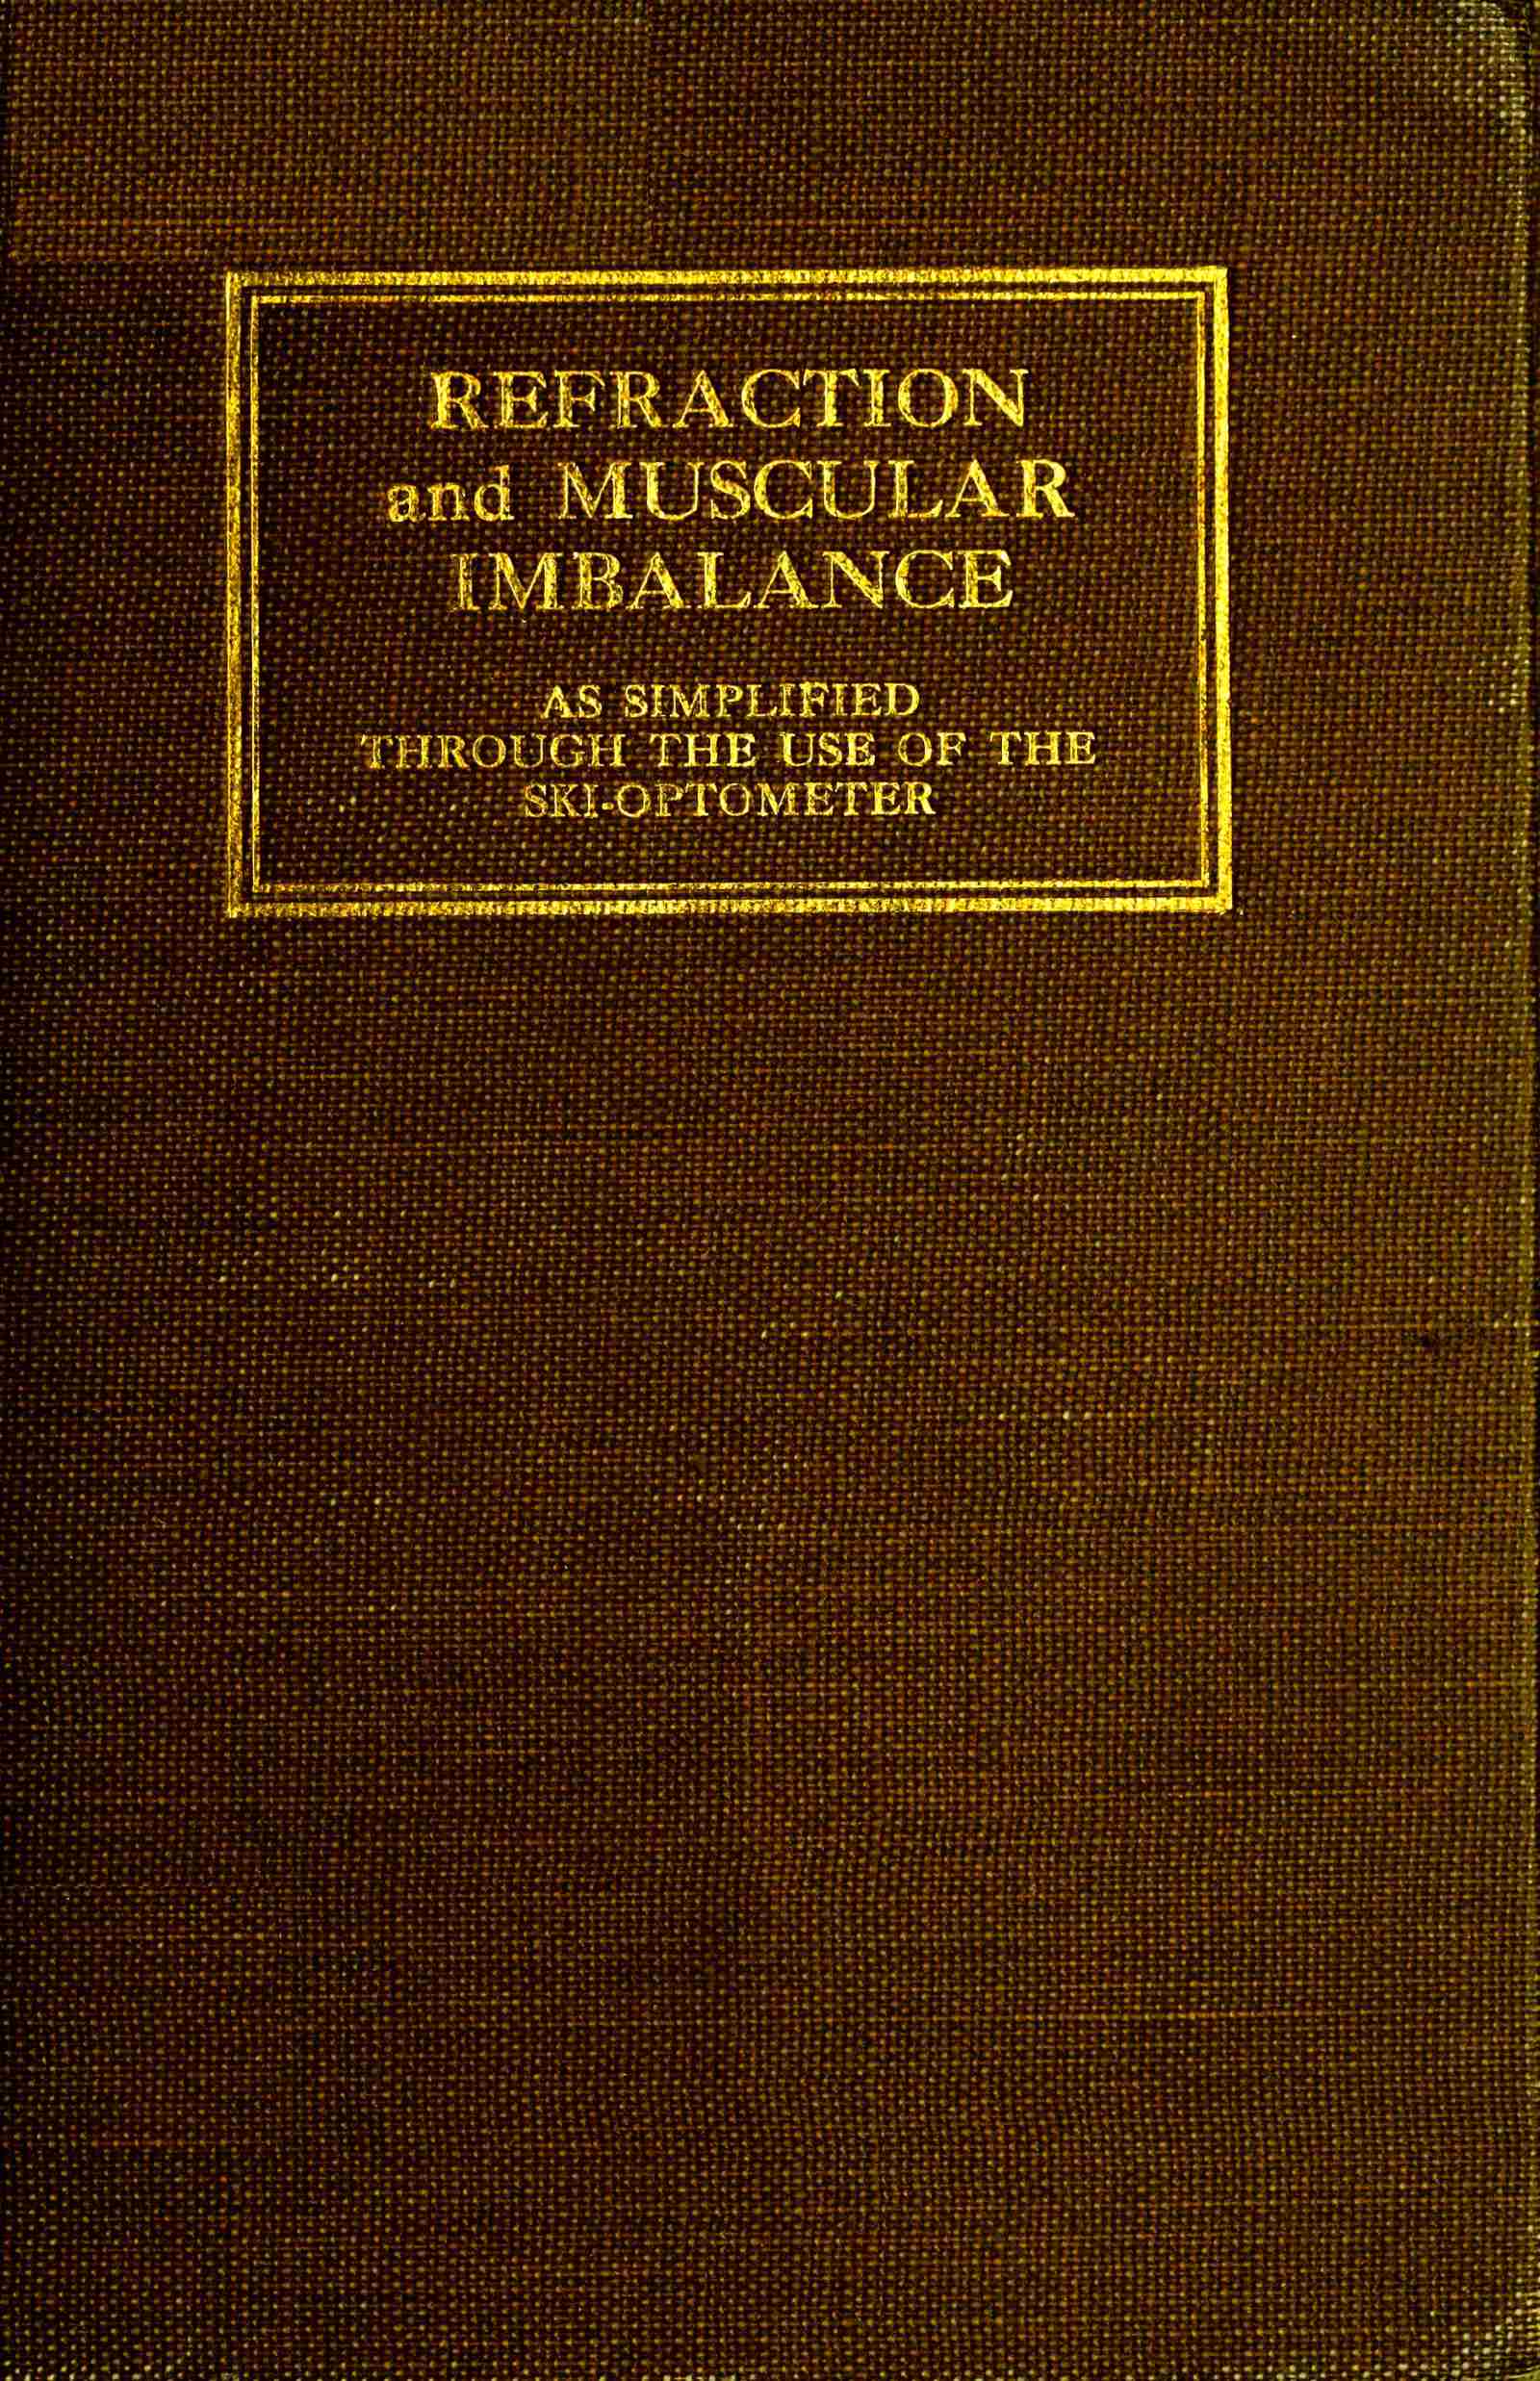 REFRACTION
and MUSCULAR
IMBALANCE
AS SIMPLIFIED
THROUGH THE USE OF THE
SKI-OPTOMETER